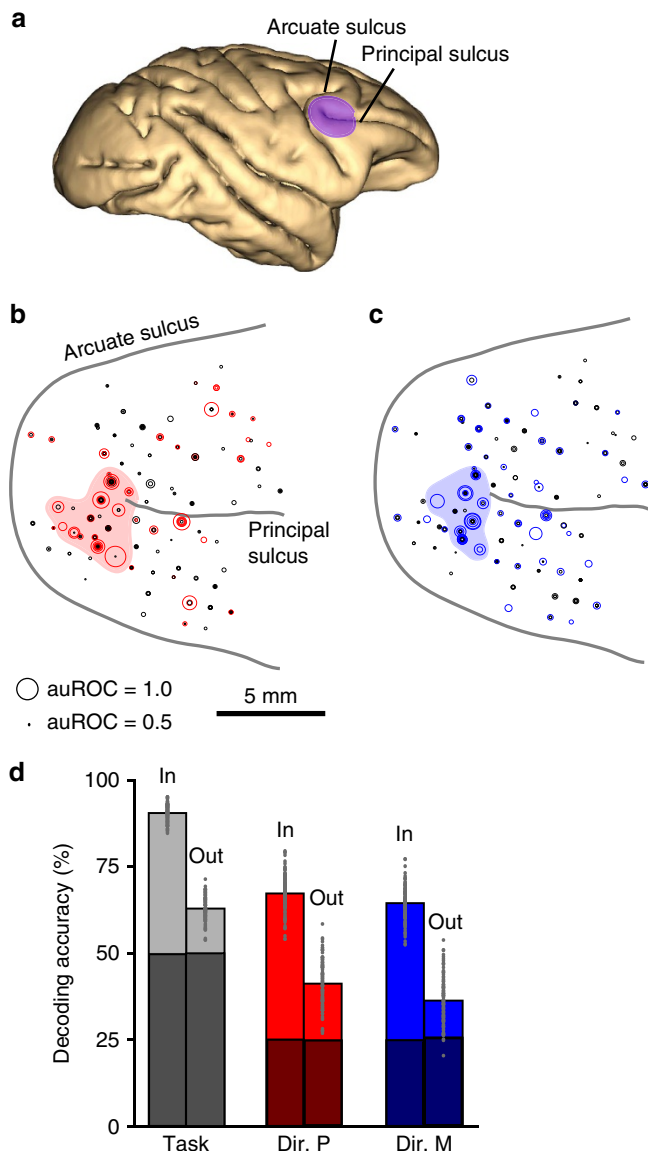 a
Arcuate sulcus
Principal sulcus
b
Arcuate sulcus
Principal
sulcus
c
auROC = 1.0
auROC = 0.5
5 mm
d
Decoding accuracy (%)
100
75
50
25
0
In
Out
In
Out
In
Out
Task
Dir. P
Dir. M